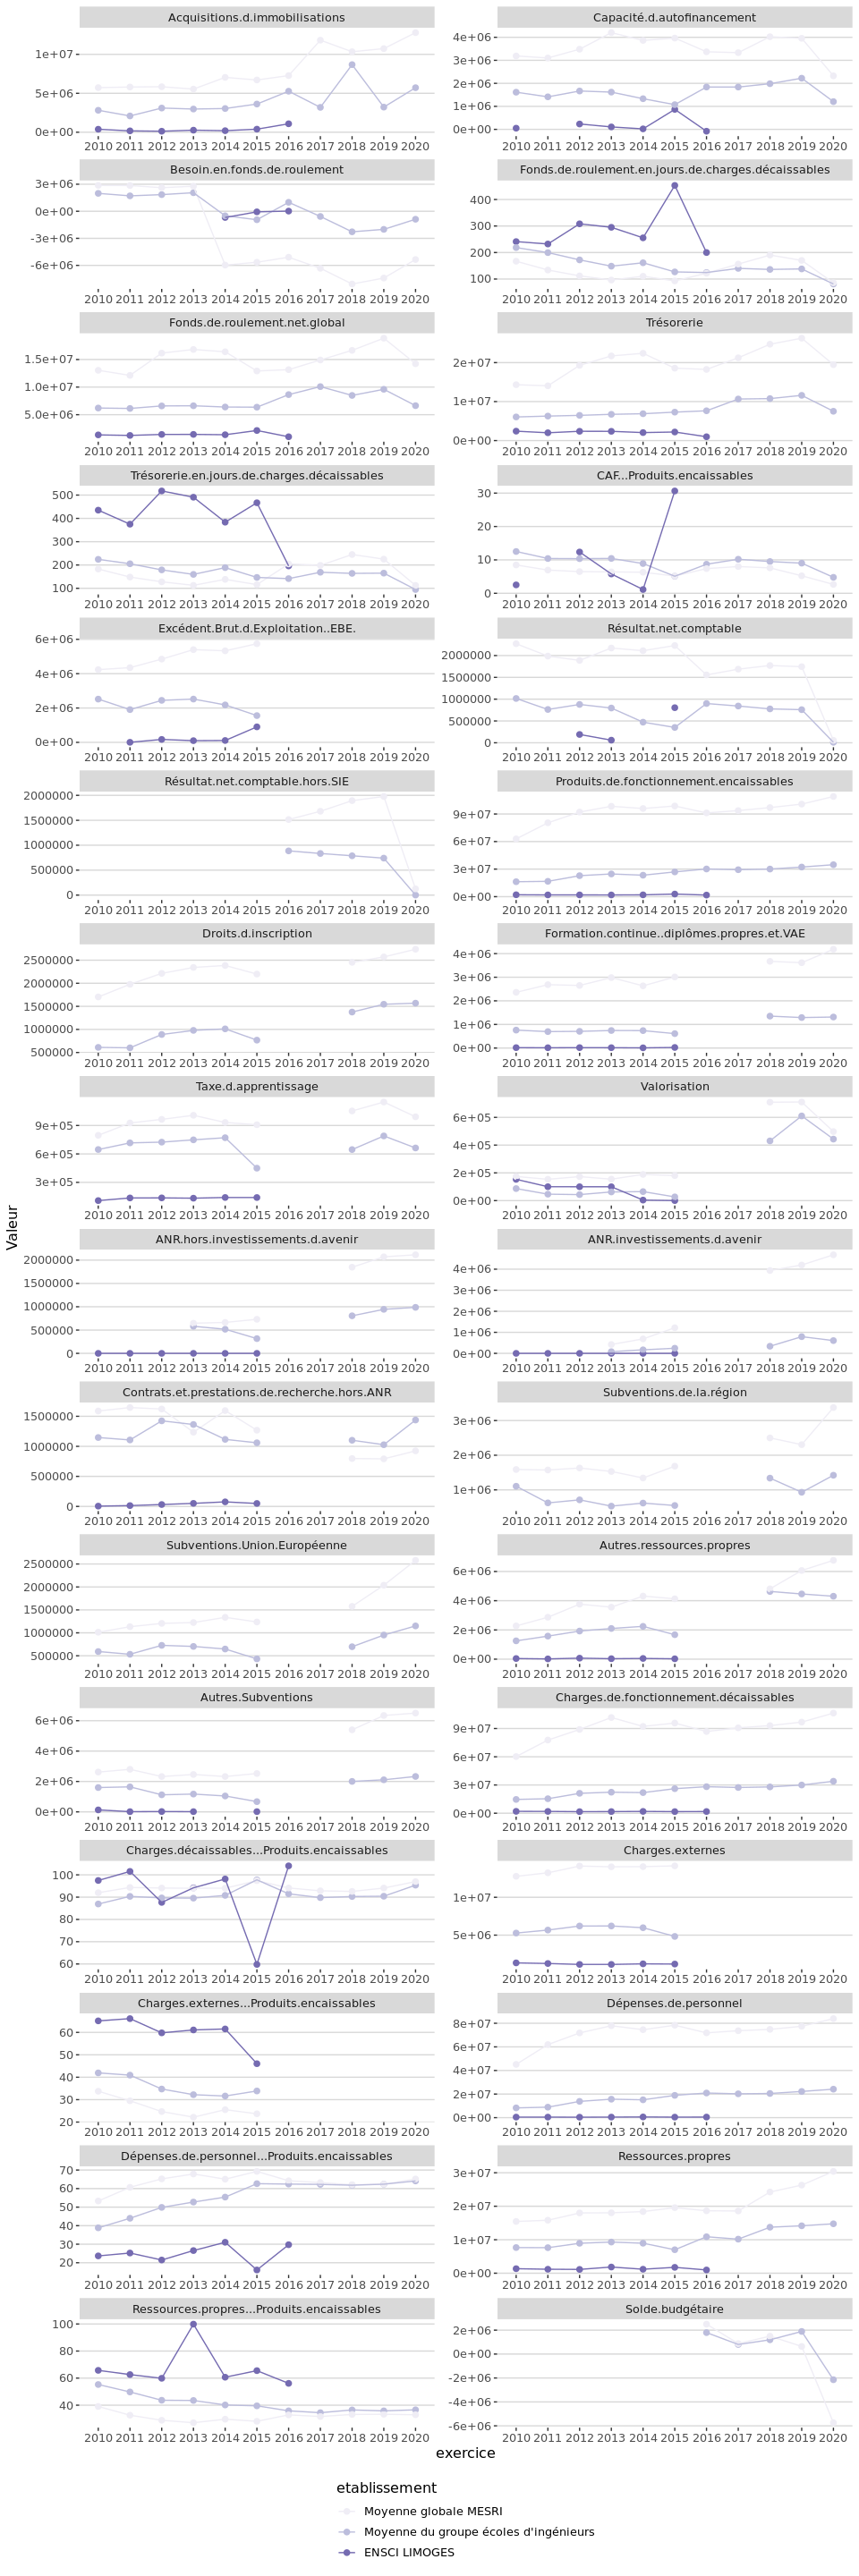 Acquisitions.d.immobilisations
Capacité.d.autofinancement
1e+07
5e+06
0e+00
4e+06
3e+06
2e+06
1e+06
0e+00
2010 2011 2012 2013 2014 2015 2016 2017 2018 2019 2020
2010 2011 2012 2013 2014 2015 2016 2017 2018 2019 2020
Besoin.en.fonds.de.roulement
Fonds.de.roulement.en.jours.de.charges.décaissables
3e+06
0e+00
-3e+06
-6e+06
400
300
200
100
2010 2011 2012 2013 2014 2015 2016 2017 2018 2019 2020
2010 2011 2012 2013 2014 2015 2016 2017 2018 2019 2020
Fonds.de.roulement.net.global
Trésorerie
1.5e+07
1.0e+07
5.0e+06
2e+07
1e+07
0e+00
2010 2011 2012 2013 2014 2015 2016 2017 2018 2019 2020
2010 2011 2012 2013 2014 2015 2016 2017 2018 2019 2020
Trésorerie.en.jours.de.charges.décaissables
CAF...Produits.encaissables
500
400
300
200
100
30
20
10
0
2010 2011 2012 2013 2014 2015 2016 2017 2018 2019 2020
2010 2011 2012 2013 2014 2015 2016 2017 2018 2019 2020
Excédent.Brut.d.Exploitation..EBE.
Résultat.net.comptable
6e+06
4e+06
2e+06
0e+00
2000000
1500000
1000000
500000
0
2010 2011 2012 2013 2014 2015 2016 2017 2018 2019 2020
2010 2011 2012 2013 2014 2015 2016 2017 2018 2019 2020
Résultat.net.comptable.hors.SIE
Produits.de.fonctionnement.encaissables
2000000
1500000
1000000
500000
0
9e+07
6e+07
3e+07
0e+00
2010 2011 2012 2013 2014 2015 2016 2017 2018 2019 2020
2010 2011 2012 2013 2014 2015 2016 2017 2018 2019 2020
Droits.d.inscription
Formation.continue..diplômes.propres.et.VAE
2500000
2000000
1500000
1000000
500000
4e+06
3e+06
2e+06
1e+06
0e+00
2010 2011 2012 2013 2014 2015 2016 2017 2018 2019 2020
2010 2011 2012 2013 2014 2015 2016 2017 2018 2019 2020
Taxe.d.apprentissage
Valorisation
9e+05
6e+05
3e+05
6e+05
4e+05
2e+05
0e+00
2010 2011 2012 2013 2014 2015 2016 2017 2018 2019 2020
2010 2011 2012 2013 2014 2015 2016 2017 2018 2019 2020
Valeur
ANR.hors.investissements.d.avenir
ANR.investissements.d.avenir
2000000
1500000
1000000
500000
0
4e+06
3e+06
2e+06
1e+06
0e+00
2010 2011 2012 2013 2014 2015 2016 2017 2018 2019 2020
2010 2011 2012 2013 2014 2015 2016 2017 2018 2019 2020
Contrats.et.prestations.de.recherche.hors.ANR
Subventions.de.la.région
1500000
1000000
500000
0
3e+06
2e+06
1e+06
2010 2011 2012 2013 2014 2015 2016 2017 2018 2019 2020
2010 2011 2012 2013 2014 2015 2016 2017 2018 2019 2020
Subventions.Union.Européenne
Autres.ressources.propres
2500000
2000000
1500000
1000000
500000
6e+06
4e+06
2e+06
0e+00
2010 2011 2012 2013 2014 2015 2016 2017 2018 2019 2020
2010 2011 2012 2013 2014 2015 2016 2017 2018 2019 2020
Autres.Subventions
Charges.de.fonctionnement.décaissables
6e+06
4e+06
2e+06
0e+00
9e+07
6e+07
3e+07
0e+00
2010 2011 2012 2013 2014 2015 2016 2017 2018 2019 2020
2010 2011 2012 2013 2014 2015 2016 2017 2018 2019 2020
Charges.décaissables...Produits.encaissables
Charges.externes
100
90
80
70
60
1e+07
5e+06
2010 2011 2012 2013 2014 2015 2016 2017 2018 2019 2020
2010 2011 2012 2013 2014 2015 2016 2017 2018 2019 2020
Charges.externes...Produits.encaissables
Dépenses.de.personnel
60
50
40
30
20
8e+07
6e+07
4e+07
2e+07
0e+00
2010 2011 2012 2013 2014 2015 2016 2017 2018 2019 2020
2010 2011 2012 2013 2014 2015 2016 2017 2018 2019 2020
Dépenses.de.personnel...Produits.encaissables
Ressources.propres
70
60
50
40
30
20
3e+07
2e+07
1e+07
0e+00
2010 2011 2012 2013 2014 2015 2016 2017 2018 2019 2020
2010 2011 2012 2013 2014 2015 2016 2017 2018 2019 2020
Ressources.propres...Produits.encaissables
Solde.budgétaire
100
80
60
40
2e+06
0e+00
-2e+06
-4e+06
-6e+06
2010 2011 2012 2013 2014 2015 2016 2017 2018 2019 2020
2010 2011 2012 2013 2014 2015 2016 2017 2018 2019 2020
exercice
etablissement
Moyenne globale MESRI
Moyenne du groupe écoles d'ingénieurs
ENSCI LIMOGES